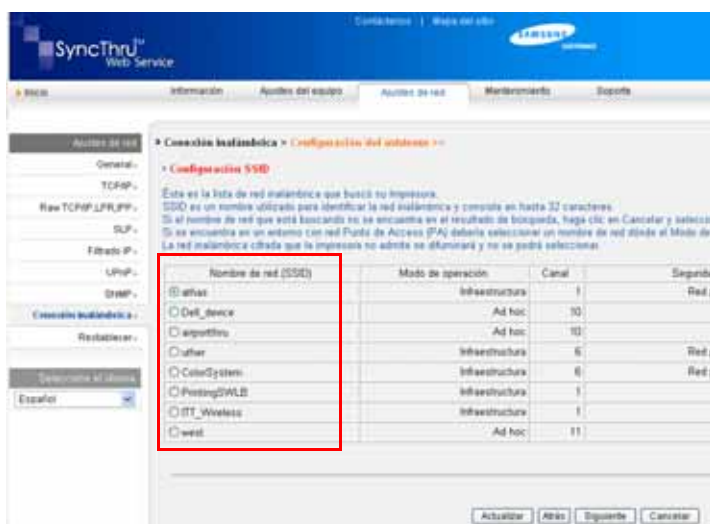 SyncThru™
Web Service
Contáctenos | Mapa del sitio
SAMSUNG
Inicio
Información
Ajustes del equipo
Ajustes de red
Mantenimiento
Soporte
Ajustes de red
General
TCP/IP
Raw TCP/IP,LPR,IPP
SLP
Filtrado IP
UPnP
SNMP
Conexión inalámbrica
Restablecer
Seleccione el idioma
Español
Conexión inalámbrica > Configuración del asistente >>
Configuración SSID
Ésta es la lista de red inalámbrica que buscó su impresora.
SSID es un nombre utilizado para identificar la red inalámbrica y consiste en hasta 32 caracteres.
Si el nombre de red que está buscando no se encuentra en el resultado de búsqueda, haga clic en Cancelar y selecci
Si se encuentra en un entorno con red Punto de Acceso (PA) debería seleccionar un nombre de red dónde el Modo de
La red inalámbrica cifrada que la impresora no admite se difuminará y no se podrá seleccionar.
Nombre de red (SSID) Modo de operación Canal Segurida
athas Infraestructura 1 Red
Dell_device Ad hoc 10
airportthru Ad hoc 10
uther Infraestructura 6 Red
ColorSystem Infraestructura 6 Red
PrintingSWLB Infraestructura 1
ITT_Wireless Infraestructura 1
west Ad hoc 11
Actualizar Atrás Siguiente Cancelar